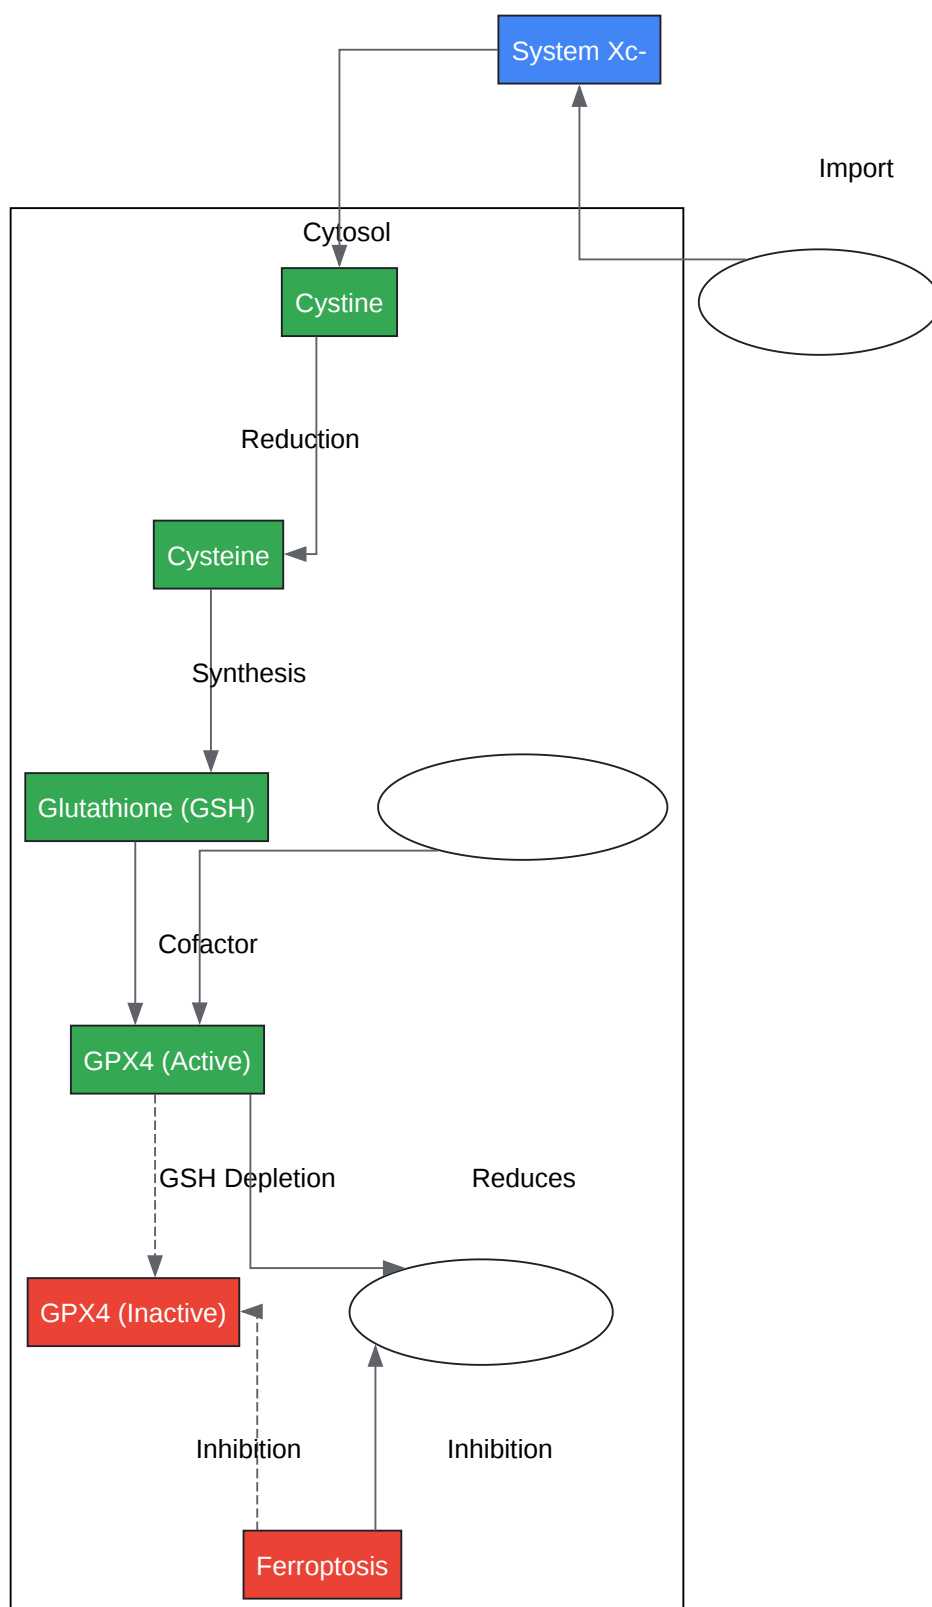 System Xc-
Import
Cytosol
Cystine
Reduction
Cysteine
Synthesis
Glutathione (GSH)
Cofactor
GPX4 (Active)
GSH Depletion
Reduces
GPX4 (Inactive)
Inhibition
Inhibition
Ferroptosis